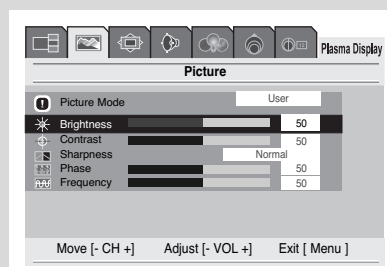 Plasma Display
Picture
Picture Mode User
Brightness 50
Contrast 50
Sharpness Normal
Phase 50
Frequency 50
Move [- CH +] Adjust [- VOL +] Exit [ Menu ]